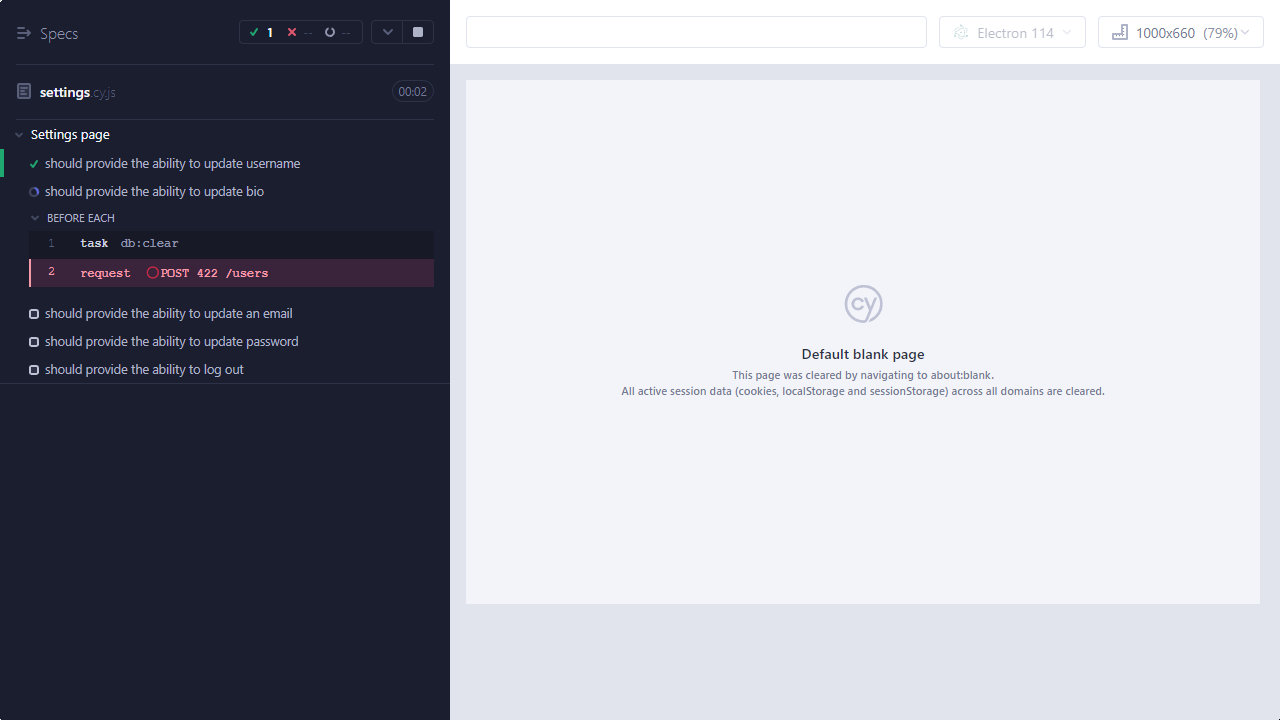 Specs
1
--
--
Electron 114
1000x660 (79%)
settings.cy.js
00:02
Settings page
should provide the ability to update username
should provide the ability to update bio
BEFORE EACH
1 task db:clear
2 request POST 422 /users
should provide the ability to update an email
should provide the ability to update password
should provide the ability to log out
cy
Default blank page
This page was cleared by navigating to about:blank.
All active session data (cookies, localStorage and sessionStorage) across all domains are cleared.